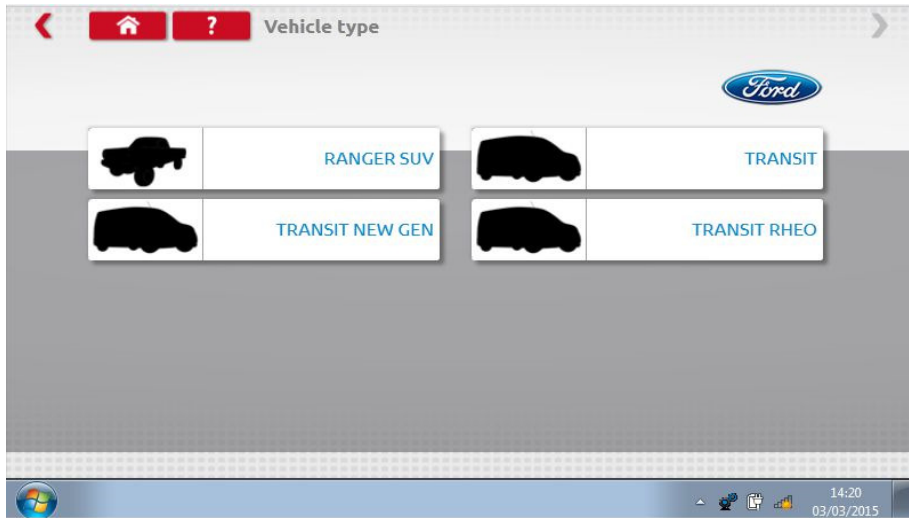 ? Vehicle type
Ford
RANGER SUV
TRANSIT
TRANSIT NEW GEN
TRANSIT RHEO
14:20
03/03/2015